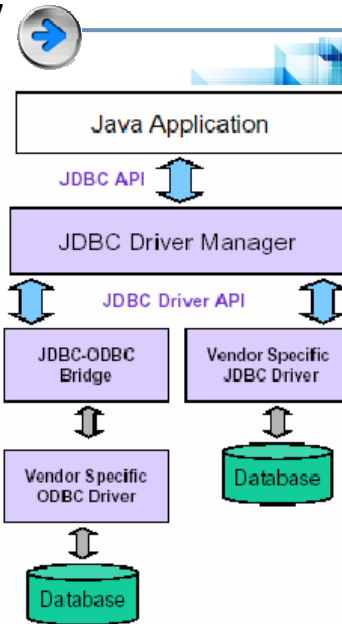 Java Application
JDBC API
JDBC Driver Manager
JDBC Driver API
JDBC-ODBC
Bridge
Vendor Specific
JDBC Driver
Vendor Specific
ODBC Driver
Database
Database